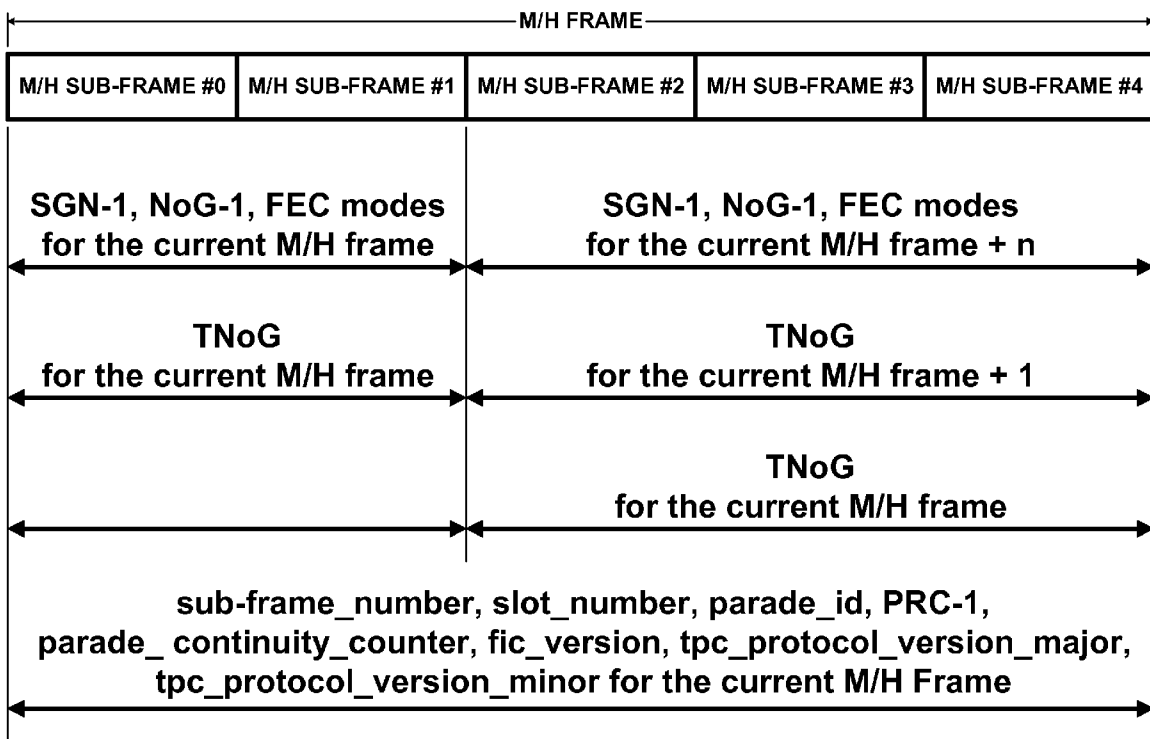 M/H FRAME
M/H SUB-FRAME #0 M/H SUB-FRAME #1 M/H SUB-FRAME #2 M/H SUB-FRAME #3 M/H SUB-FRAME #4
SGN-1, NoG-1, FEC modes
for the current M/H frame
SGN-1, NoG-1, FEC modes
for the current M/H frame + n
TNoG
for the current M/H frame
TNoG
for the current M/H frame + 1
TNoG
for the current M/H frame
sub-frame_number, slot_number, parade_id, PRC-1,
parade_ continuity_counter, fic_version, tpc_protocol_version_major,
tpc_protocol_version_minor for the current M/H Frame